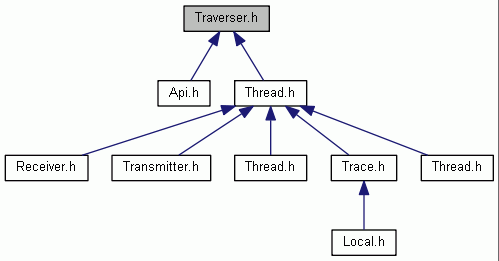 Traverser.h
Api.h
Thread.h
Receiver.h
Transmitter.h
Thread.h
Trace.h
Thread.h
Local.h